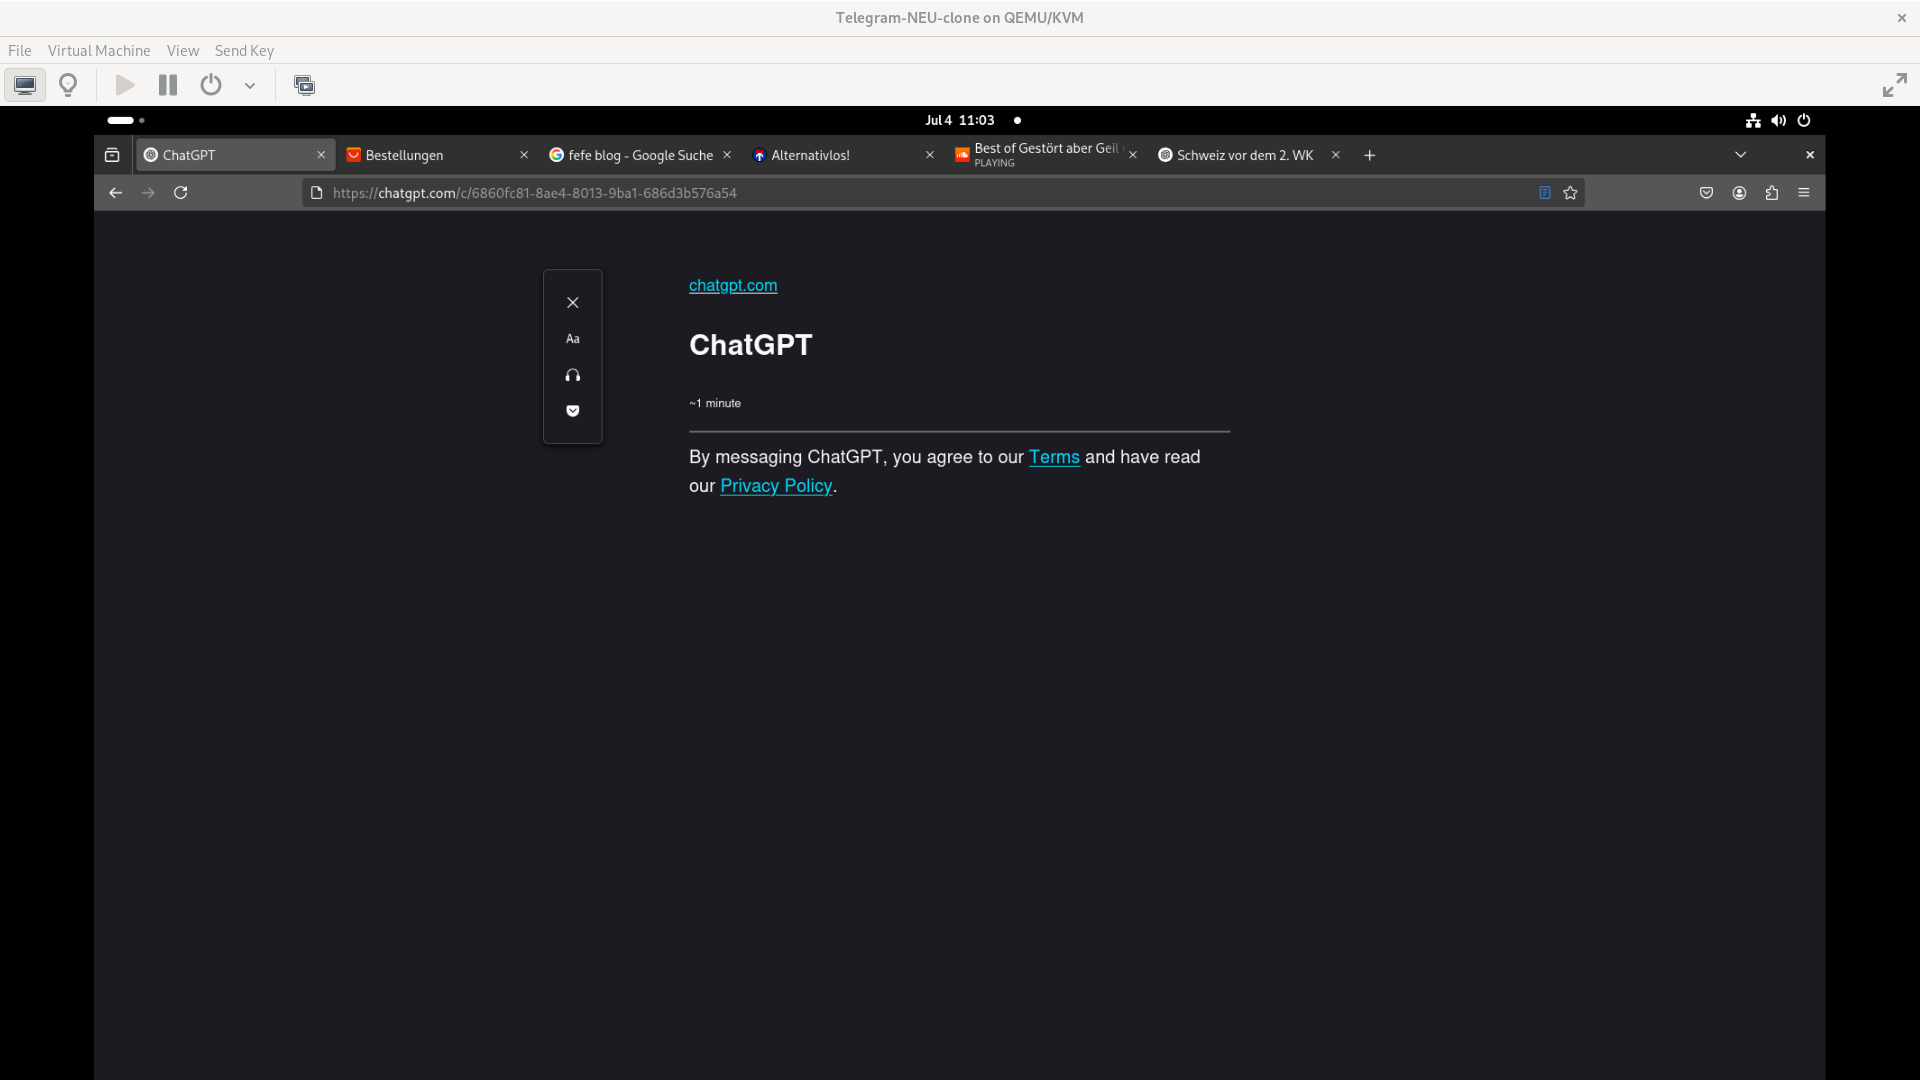 Telegram-NEU-clone on QEMU/KVM
File Virtual Machine View Send Key
Jul 4 11:03
ChatGPT
Bestellungen
fefe blog - Google Suche
Alternativlos!
Best of Gestört aber Geil
PLAYING
Schweiz vor dem 2. WK
https://chatgpt.com/c/6860fc81-8ae4-8013-9ba1-686d3b576a54
chatgpt.com
ChatGPT
Aa
~1 minute
By messaging ChatGPT, you agree to our Terms and have read
our Privacy Policy.